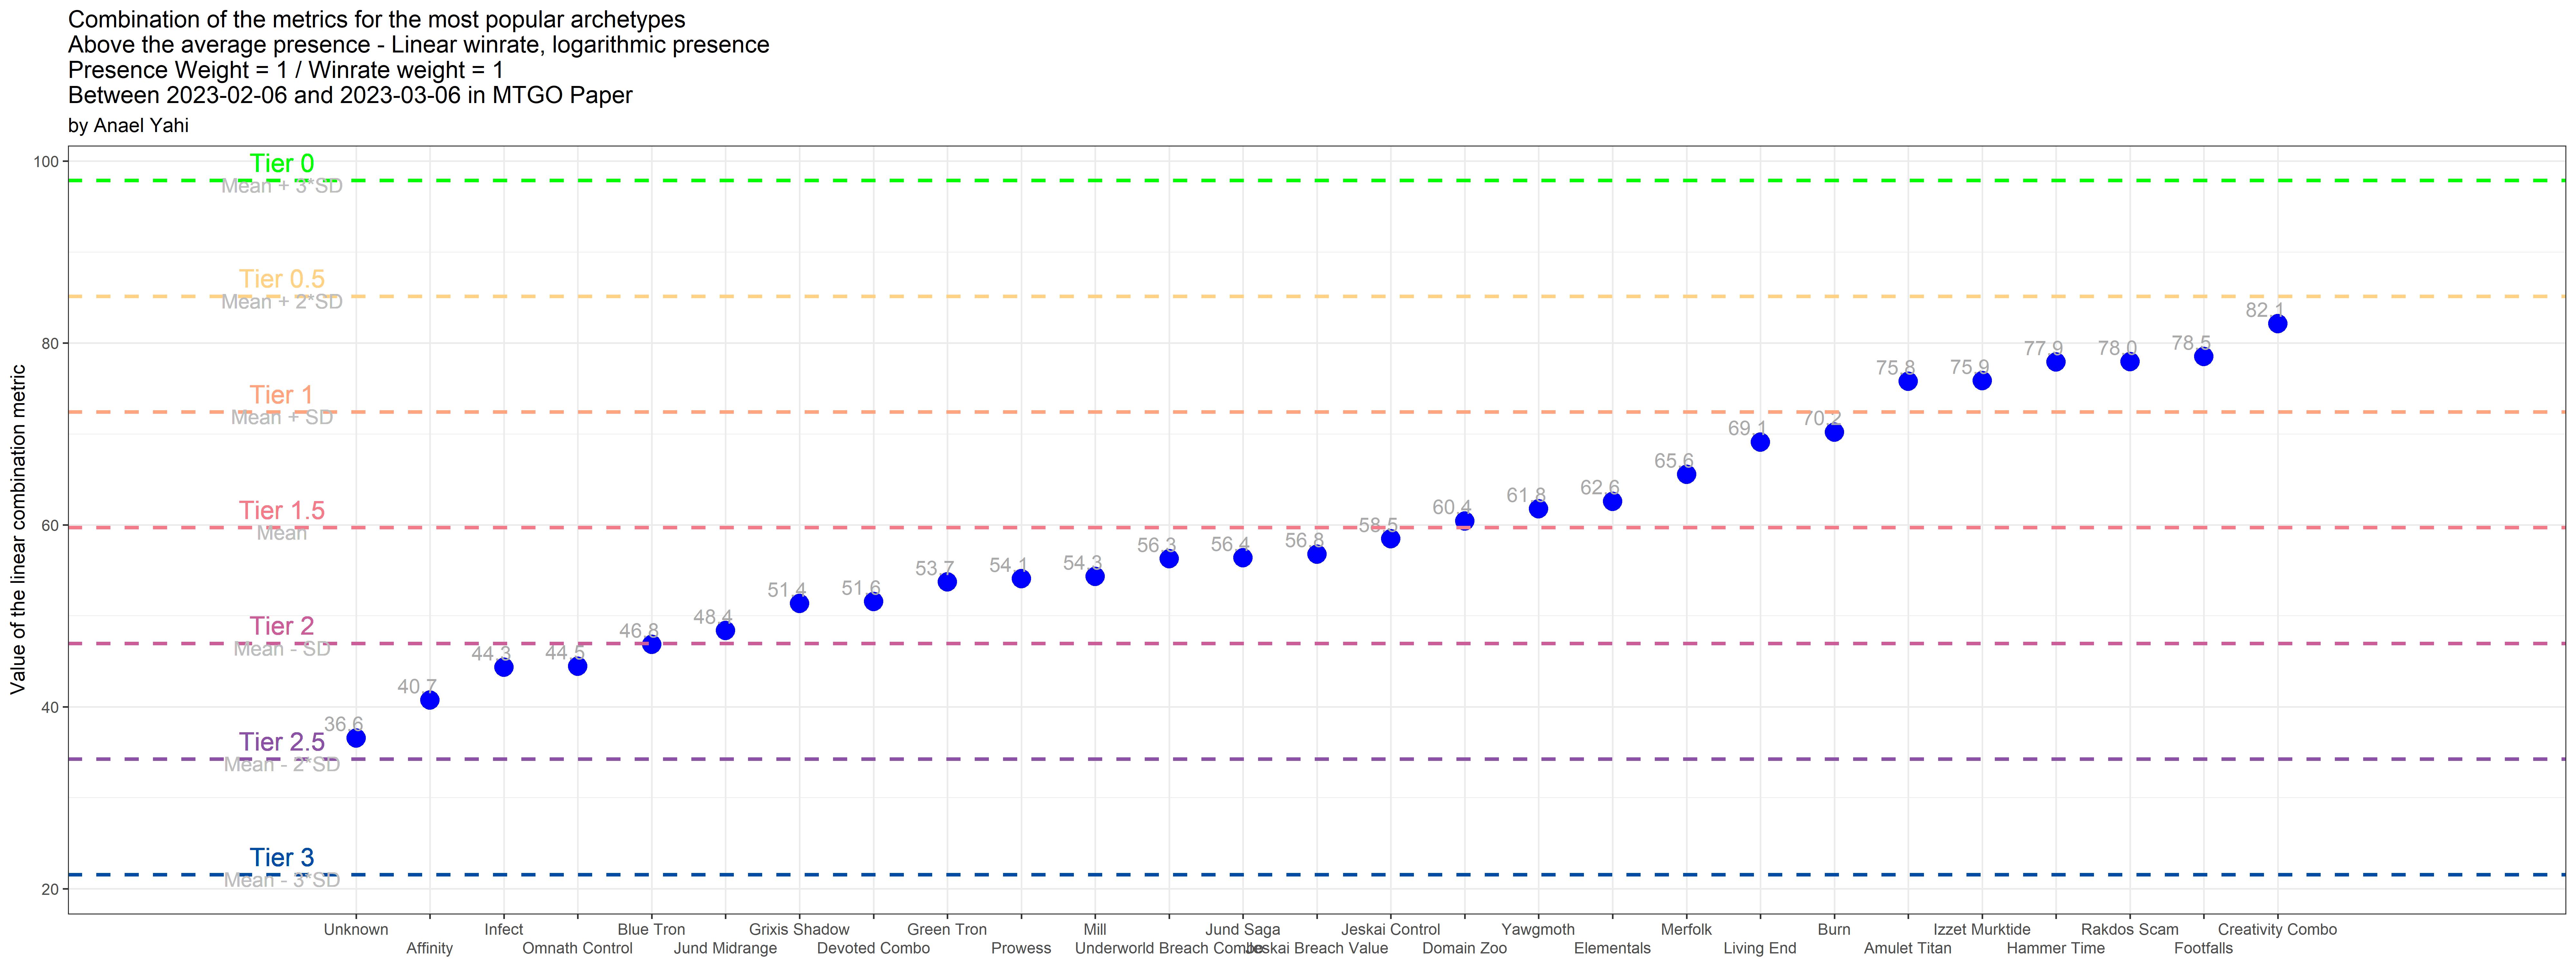 Combination of the metrics for the most popular archetypes
Above the average presence - Linear winrate, logarithmic presence
Presence Weight = 1 / Winrate weight = 1
Between 2023-02-06 and 2023-03-06 in MTGO Paper
by Anael Yahi
Value of the linear combination metric
100
80
60
40
20
Tier 0
Mean + 3*SD
Tier 0.5
Mean + 2*SD
Tier 1
Mean + SD
Tier 1.5
Mean
Tier 2
Mean - SD
Tier 2.5
Mean - 2*SD
Tier 3
Mean - 3*SD
36.6
40.7
44.3
44.5
46.8
48.4
51.4
51.6
53.7
54.1
54.3
56.3
56.4
56.8
58.5
60.4
61.8
62.6
65.6
69.1
70.2
75.8
75.9
77.9
78.0
78.5
82.1
Unknown
Affinity
Infect
Omnath Control
Blue Tron
Jund Midrange
Grixis Shadow
Devoted Combo
Green Tron
Prowess
Mill
Underworld Breach Combo
Jund Saga
Jeskai Breach Value
Jeskai Control
Domain Zoo
Yawgmoth
Elementals
Merfolk
Living End
Burn
Amulet Titan
Izzet Murktide
Hammer Time
Rakdos Scam
Footfalls
Creativity Combo